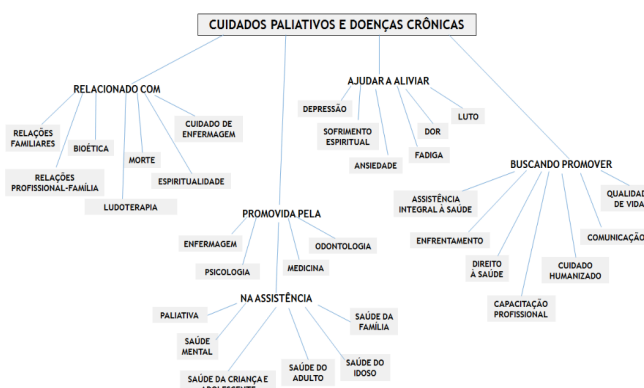 CUIDADOS PALIATIVOS E DOENÇAS CRÔNICAS
RELACIONADO COM
RELAÇÕES
FAMILIARES
BIOÉTICA
CUIDADO DE
ENFERMAGEM
RELAÇÕES
PROFISSIONAL-FAMÍLIA
MORTE
ESPIRITUALIDADE
LUDOTERAPIA
AJUDAR A ALIVIAR
DEPRESSÃO
SOFRIMENTO
ESPIRITUAL
ANSIEDADE
FADIGA
DOR
LUTO
BUSCANDO PROMOVER
ASSISTÊNCIA
INTEGRAL À SAÚDE
ENFRENTAMENTO
DIREITO
À SAÚDE
CAPACITAÇÃO
PROFISSIONAL
CUIDADO
HUMANIZADO
COMUNICAÇÃO
QUALIDAD
DE VIDA
PROMOVIDA PELA
ENFERMAGEM
PSICOLOGIA
MEDICINA
ODONTOLOGIA
NA ASSISTÊNCIA
PALIATIVA
SAÚDE
MENTAL
SAÚDE DA CRIANÇA E
ADOLESCENTE
SAÚDE DO
ADULTO
SAÚDE DO
IDOSO
SAÚDE DA
FAMÍLIA